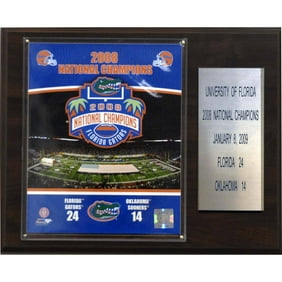 2008
NATIONAL CHAMPIONS
2008
NATIONAL CHAMPIONS
FLORIDA GATORS
FLORIDA
GATORS
24
OKLAHOMA
SOONERS
14
UNIVERSITY OF FLORIDA
2008 NATIONAL CHAMPIONS
JANUARY 8, 2009
FLORIDA 24
OKLAHOMA 14